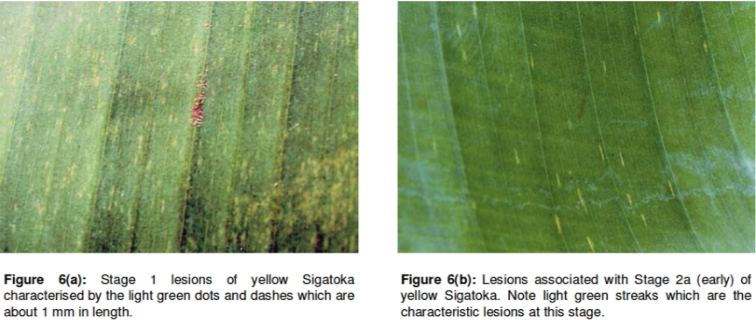 Figure 6(a): Stage 1 lesions of yellow Sigatoka
characterised by the light green dots and dashes which are
about 1 mm in length.
Figure 6(b): Lesions associated with Stage 2a (early) of
yellow Sigatoka. Note light green streaks which are the
characteristic lesions at this stage.